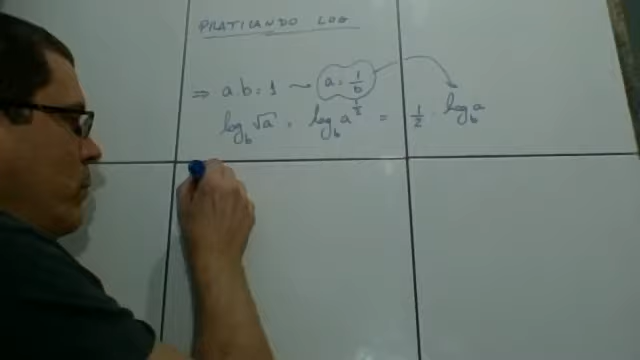 PRATICANDO LOG
⇒ a.b = 1 ~ a = 1/b
log_b √a = log_b a^(1/2) = 1/2 . log_b a